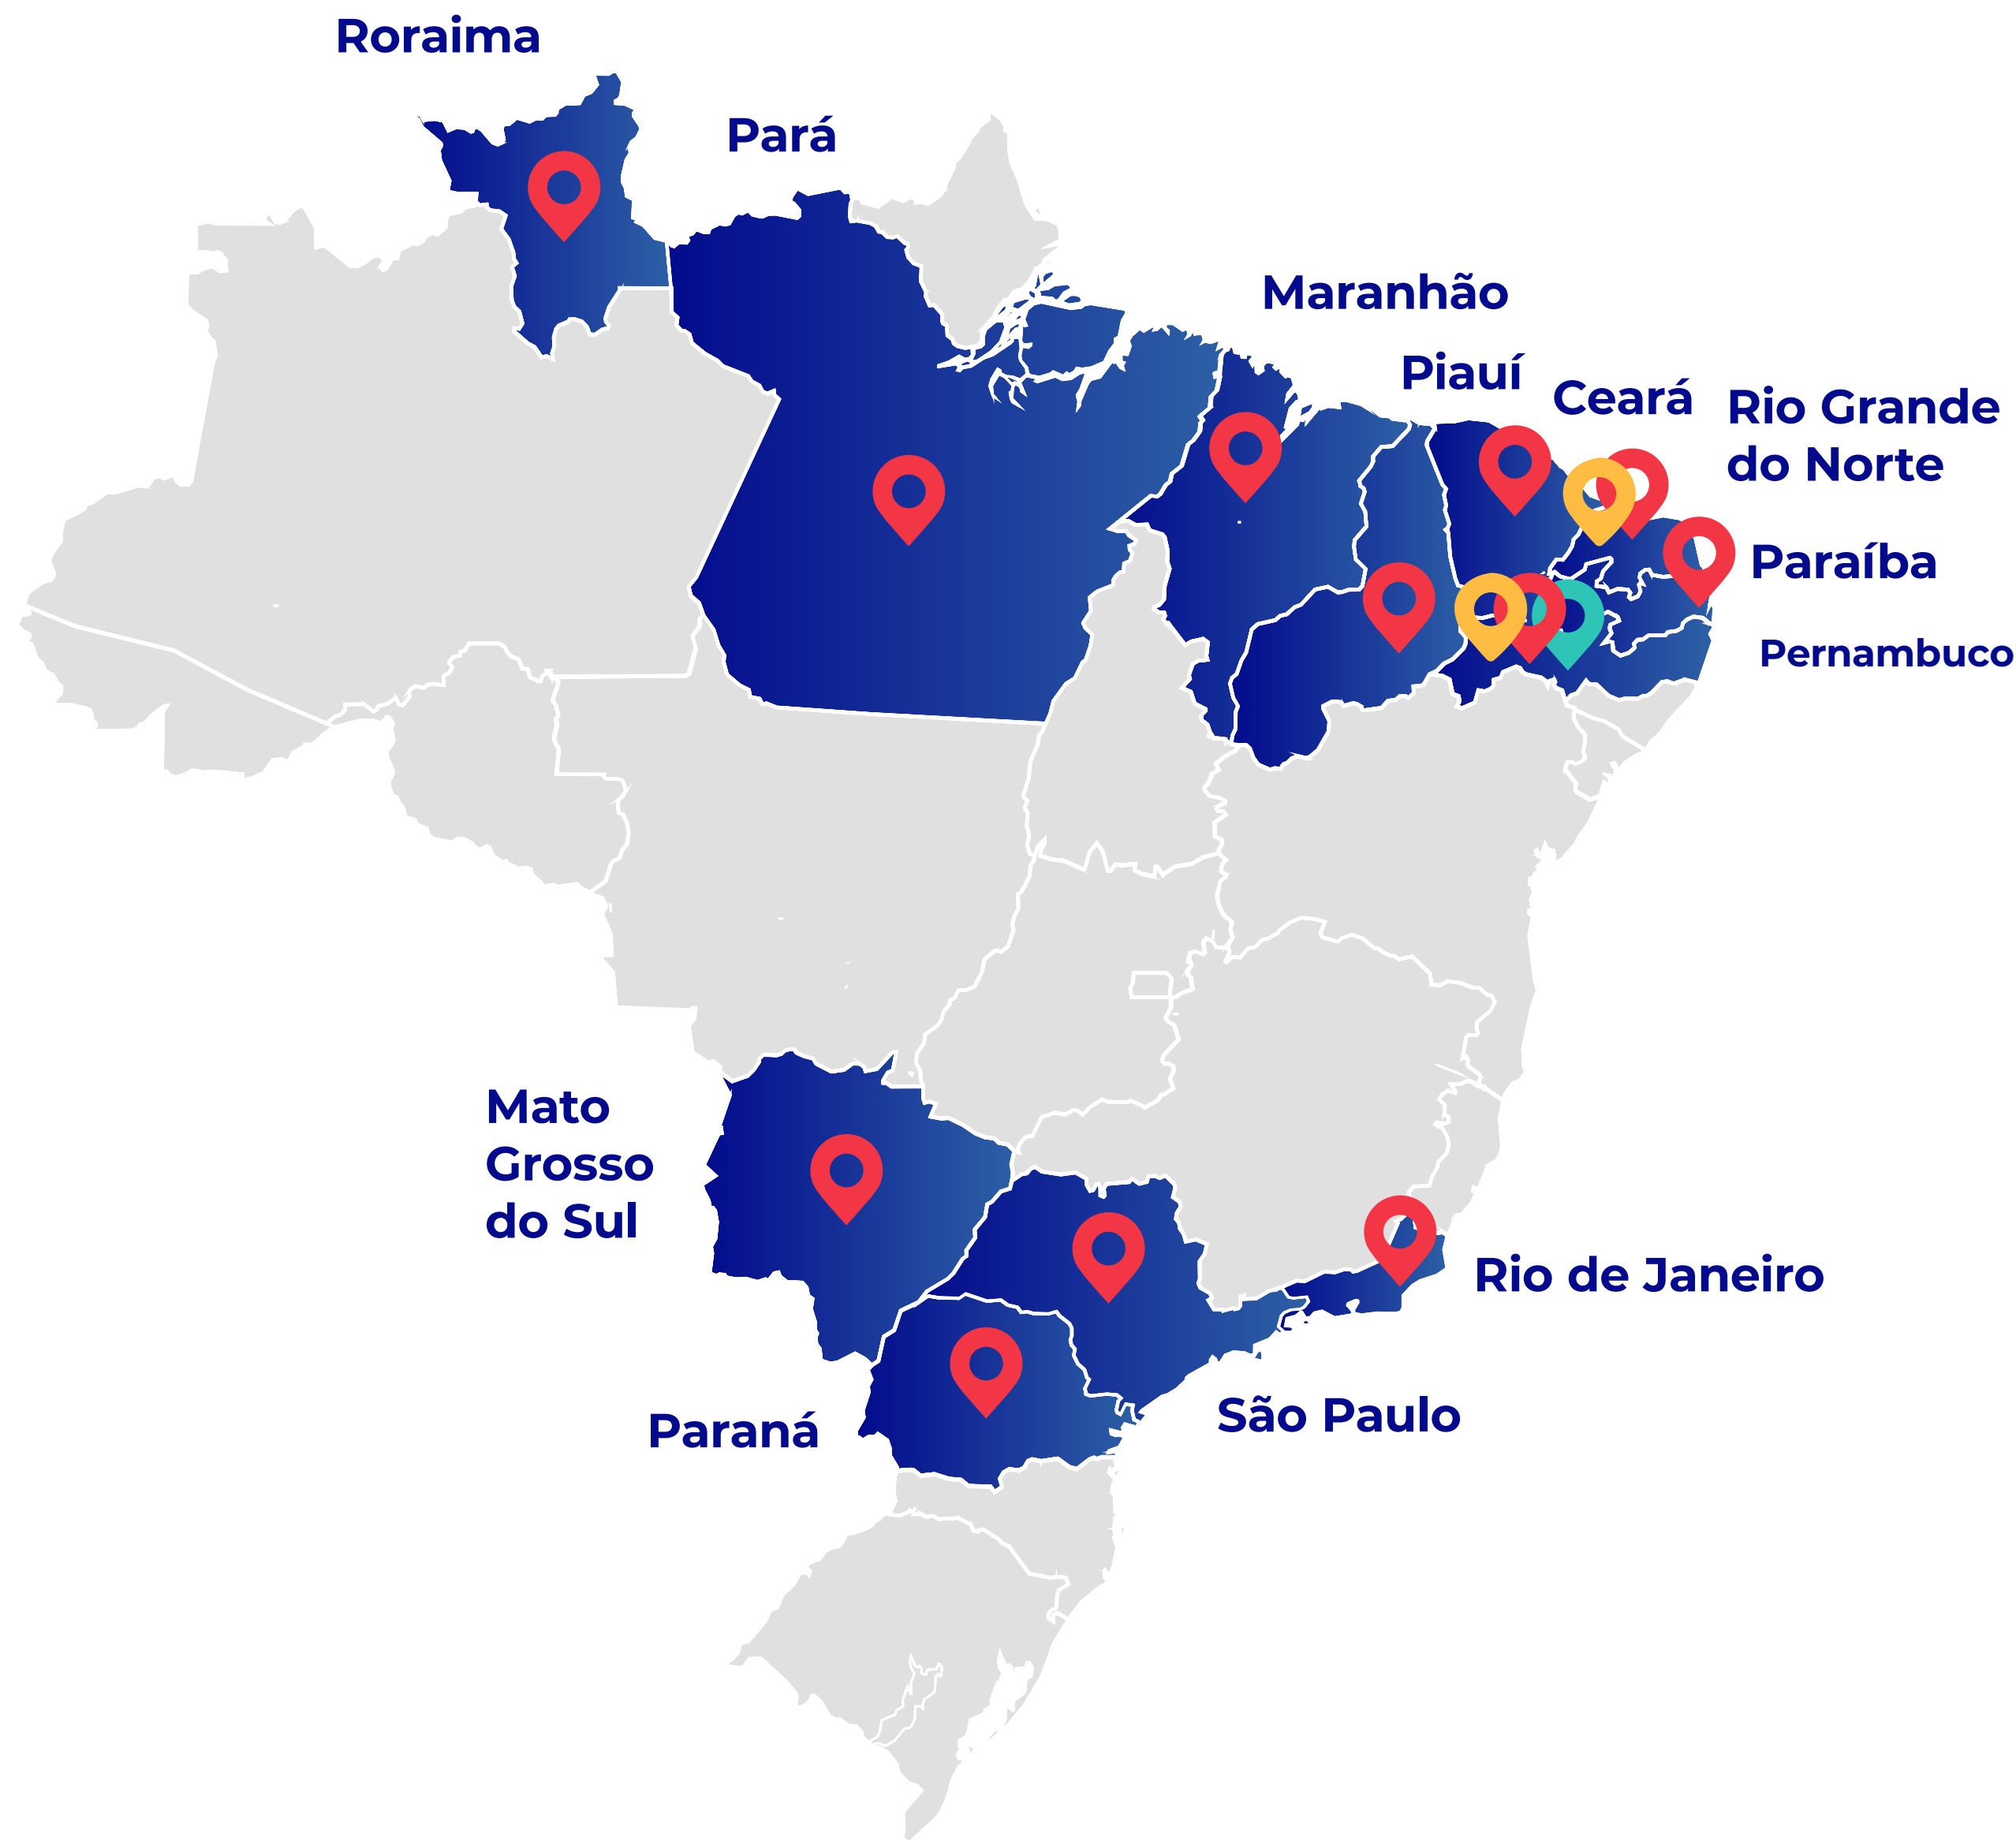 Roraima
Pará
Maranhão
Piauí
Ceará
Rio Grande
do Norte
Paraíba
Pernambuco
Mato
Grosso
do Sul
Rio de Janeiro
São Paulo
Paraná